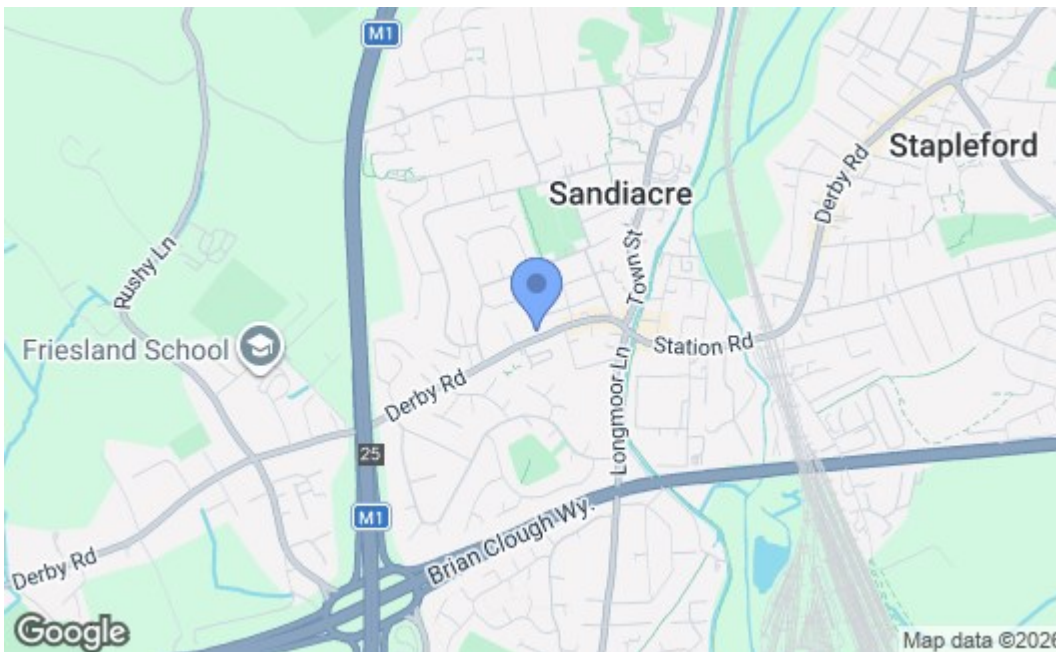 M1
Stapleford
Sandiacre
Derby Rd
Town St
Rushy Ln
Friesland School
Station Rd
Derby Rd
Longmoor Ln
25
M1
Brian Clough Wy.
Derby Rd
Google
Map data ©2026